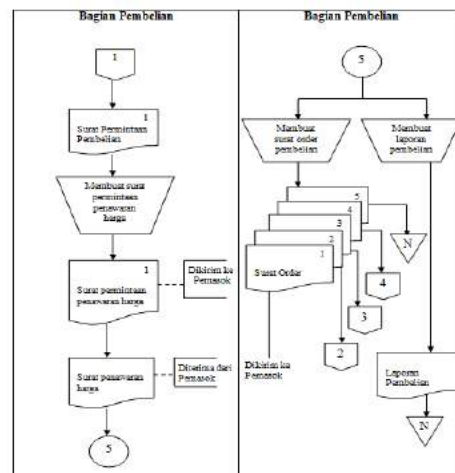 Bagian Pembelian
1
1
Surat Permintaan
Pembelian
Membuat surat
permintaan
penawaran
harga
1
Surat permintaan
penawaran harga
Dikirim ke
Pemasok
Surat penawaran
harga
Diterima dari
Pemasok
5
Bagian Pembelian
5
Membuat
surat order
pembelian
Membuat
laporan
pembelian
5
4
3
2
1
Surat Order
N
4
3
2
Dikirim ke
Pemasok
Laporan
Pembelian
N